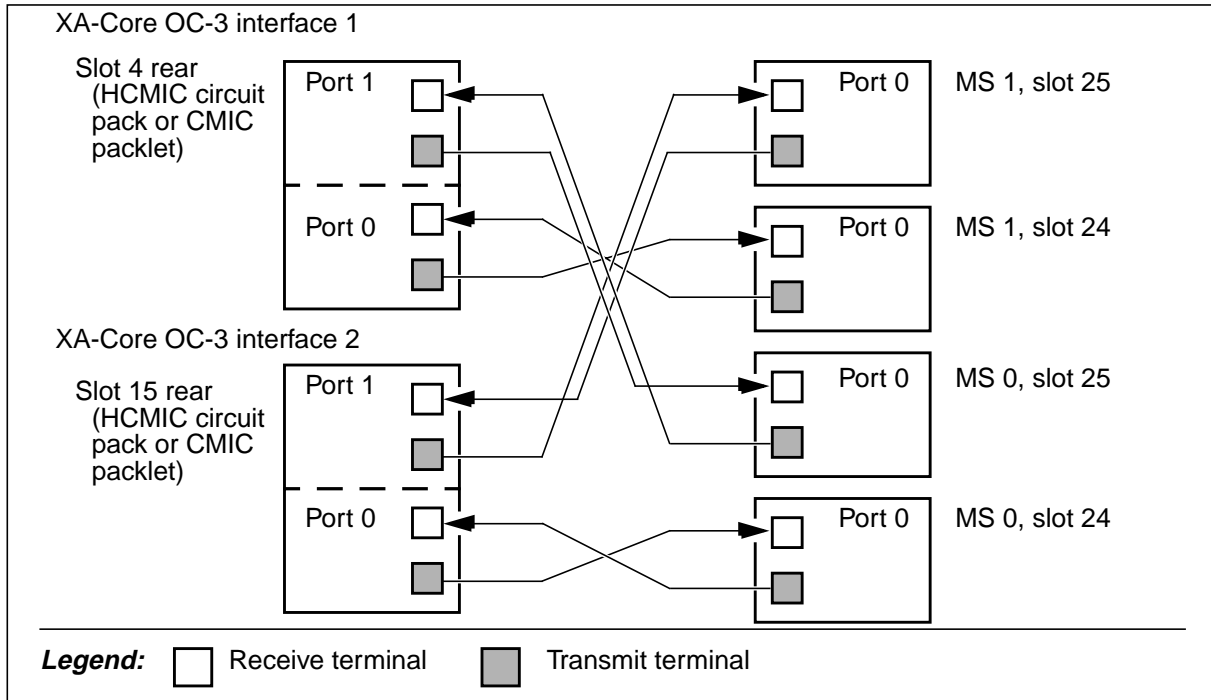 XA-Core OC-3 interface 1
Slot 4 rear
(HCMIC circuit
pack or CMIC
packlet)
Port 1
Port 0
Port 0
MS 1, slot 25
Port 0
MS 1, slot 24
XA-Core OC-3 interface 2
Slot 15 rear
(HCMIC circuit
pack or CMIC
packlet)
Port 1
Port 0
Port 0
MS 0, slot 25
Port 0
MS 0, slot 24
Legend:
Receive terminal
Transmit terminal